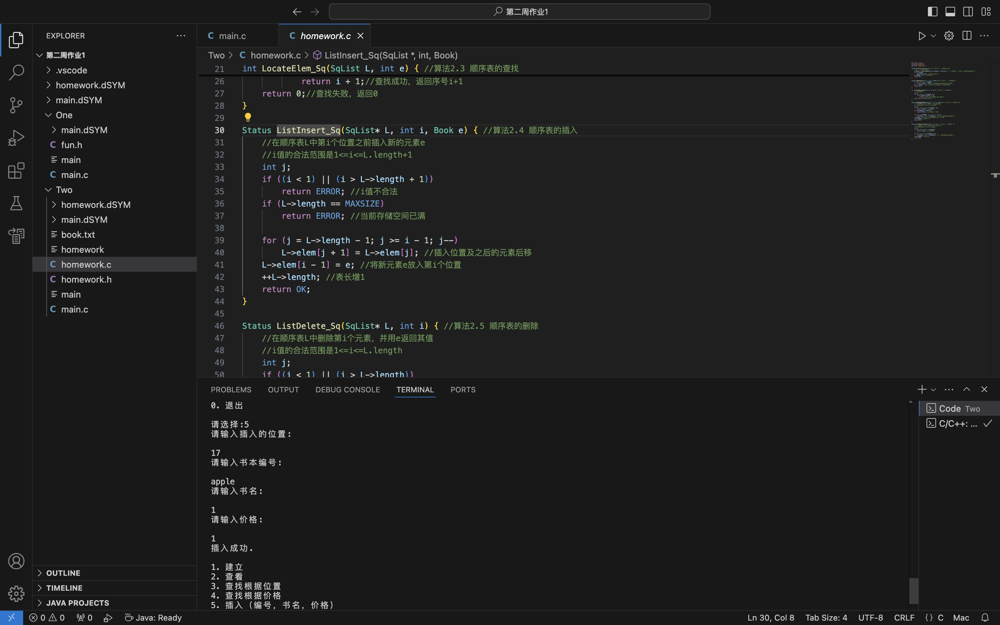 第二周作业1
EXPLORER
第二周作业1
.vscode
homework.dSYM
main.dSYM
One
main.dSYM
C fun.h
main
C main.c
Two
homework.dSYM
main.dSYM
book.txt
homework
C homework.c
C homework.h
main
C main.c
OUTLINE
TIMELINE
JAVA PROJECTS
C main.c
C homework.c
Two > C homework.c > ListInsert_Sq(SqList *, int, Book)
21 int LocateElem_Sq(SqList L, int e) { //算法2.3 顺序表的查找
26 return i + 1;//查找成功，返回序号i+1
27 return 0;//查找失败，返回0
28 }
29
30 Status ListInsert_Sq(SqList* L, int i, Book e) { //算法2.4 顺序表的插入
31 //在顺序表L中第i个位置之前插入新的元素e
32 //i值的合法范围是1<=i<=L.length+1
33 int j;
34 if ((i < 1) || (i > L->length + 1))
35 return ERROR; //i值不合法
36 if (L->length == MAXSIZE)
37 return ERROR; //当前存储空间已满
38
39 for (j = L->length - 1; j >= i - 1; j--)
40 L->elem[j + 1] = L->elem[j]; //插入位置及之后的元素后移
41 L->elem[i - 1] = e; //将新元素e放入第i个位置
42 ++L->length; //表长增1
43 return OK;
44 }
45
46 Status ListDelete_Sq(SqList* L, int i) { //算法2.5 顺序表的删除
47 //在顺序表L中删除第i个元素，并用e返回其值
48 //i值的合法范围是1<=i<=L.length
49 int j;
50 if ((i < 1) || (i > L->length))
PROBLEMS OUTPUT DEBUG CONSOLE TERMINAL PORTS
0. 退出
请选择:5
请输入插入的位置:
17
请输入书本编号:
apple
请输入书名:
1
请输入价格:
1
插入成功.
1. 建立
2. 查看
3. 查找根据位置
4. 查找根据价格
5. 插入（编号，书名，价格）
Code Two
C/C++: ...
0 0 0 Java: Ready
Ln 30, Col 8 Tab Size: 4 UTF-8 CRLF {} C Mac